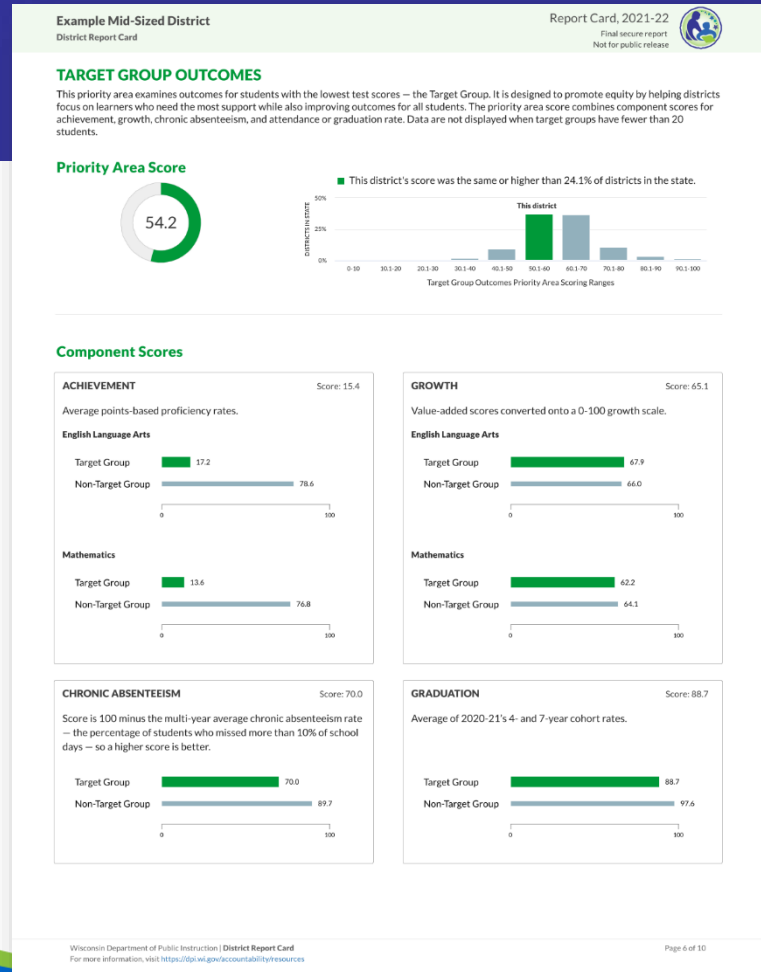 Example Mid-Sized District
District Report Card
Report Card, 2021-22
Final secure report
Not for public release
TARGET GROUP OUTCOMES
This priority area examines outcomes for students with the lowest test scores — the Target Group. It is designed to promote equity by helping districts
focus on learners who need the most support while also improving outcomes for all students. The priority area score combines component scores for
achievement, growth, chronic absenteeism, and attendance or graduation rate. Data are not displayed when target groups have fewer than 20
students.
Priority Area Score
54.2
This district's score was the same or higher than 24.1% of districts in the state.
DISTRICTS IN STATE
50%
25%
0%
This district
0-10 10.1-20 20.1-30 30.1-40 40.1-50 50.1-60 60.1-70 70.1-80 80.1-90 90.1-100
Target Group Outcomes Priority Area Scoring Ranges
Component Scores
ACHIEVEMENT Score: 15.4
Average points-based proficiency rates.
English Language Arts
Target Group 17.2
Non-Target Group 78.6
0 100
Mathematics
Target Group 13.6
Non-Target Group 76.8
0 100
GROWTH Score: 65.1
Value-added scores converted onto a 0-100 growth scale.
English Language Arts
Target Group 67.9
Non-Target Group 66.0
0 100
Mathematics
Target Group 62.2
Non-Target Group 64.1
0 100
CHRONIC ABSENTEEISM Score: 70.0
Score is 100 minus the multi-year average chronic absenteeism rate
— the percentage of students who missed more than 10% of school
days — so a higher score is better.
Target Group 70.0
Non-Target Group 89.7
0 100
GRADUATION Score: 88.7
Average of 2020-21's 4- and 7-year cohort rates.
Target Group 88.7
Non-Target Group 97.6
0 100
Wisconsin Department of Public Instruction | District Report Card
For more information, visit https://dpi.wi.gov/accountability/resources
Page 6 of 10